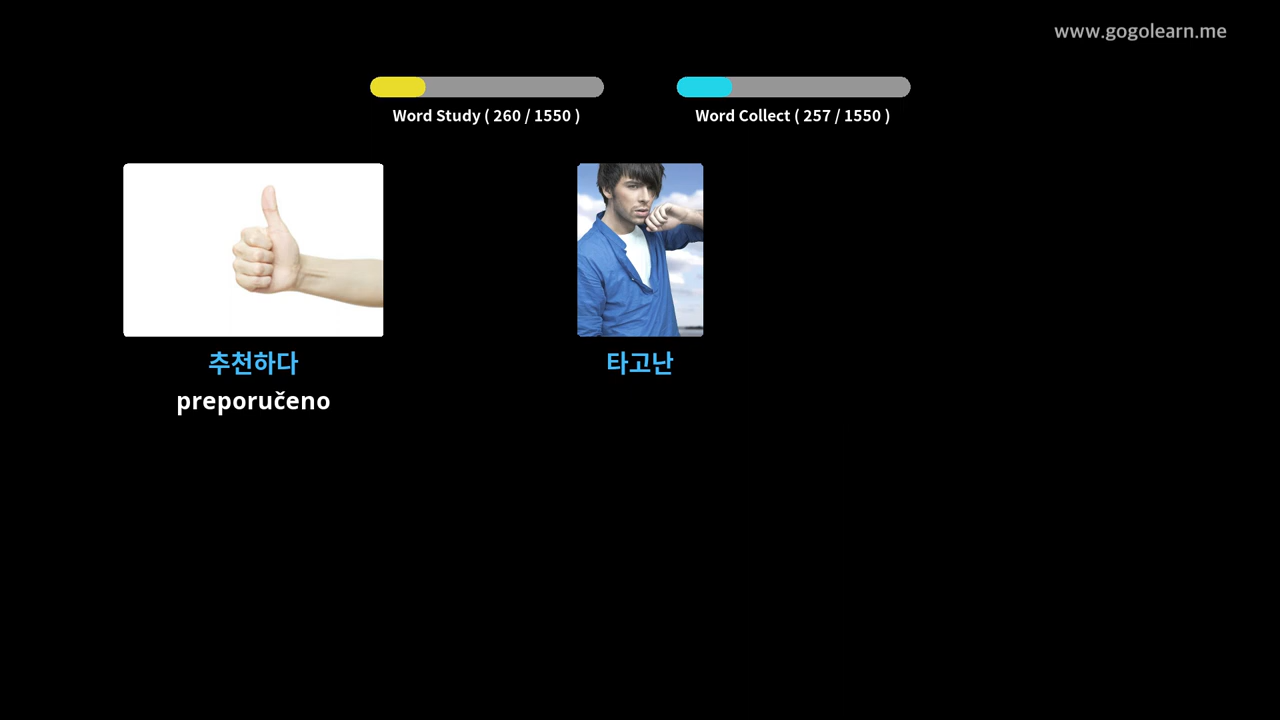 www.gogolearn.me
Word Study ( 260 / 1550 )
Word Collect ( 257 / 1550 )
추천하다
타고난
preporučeno